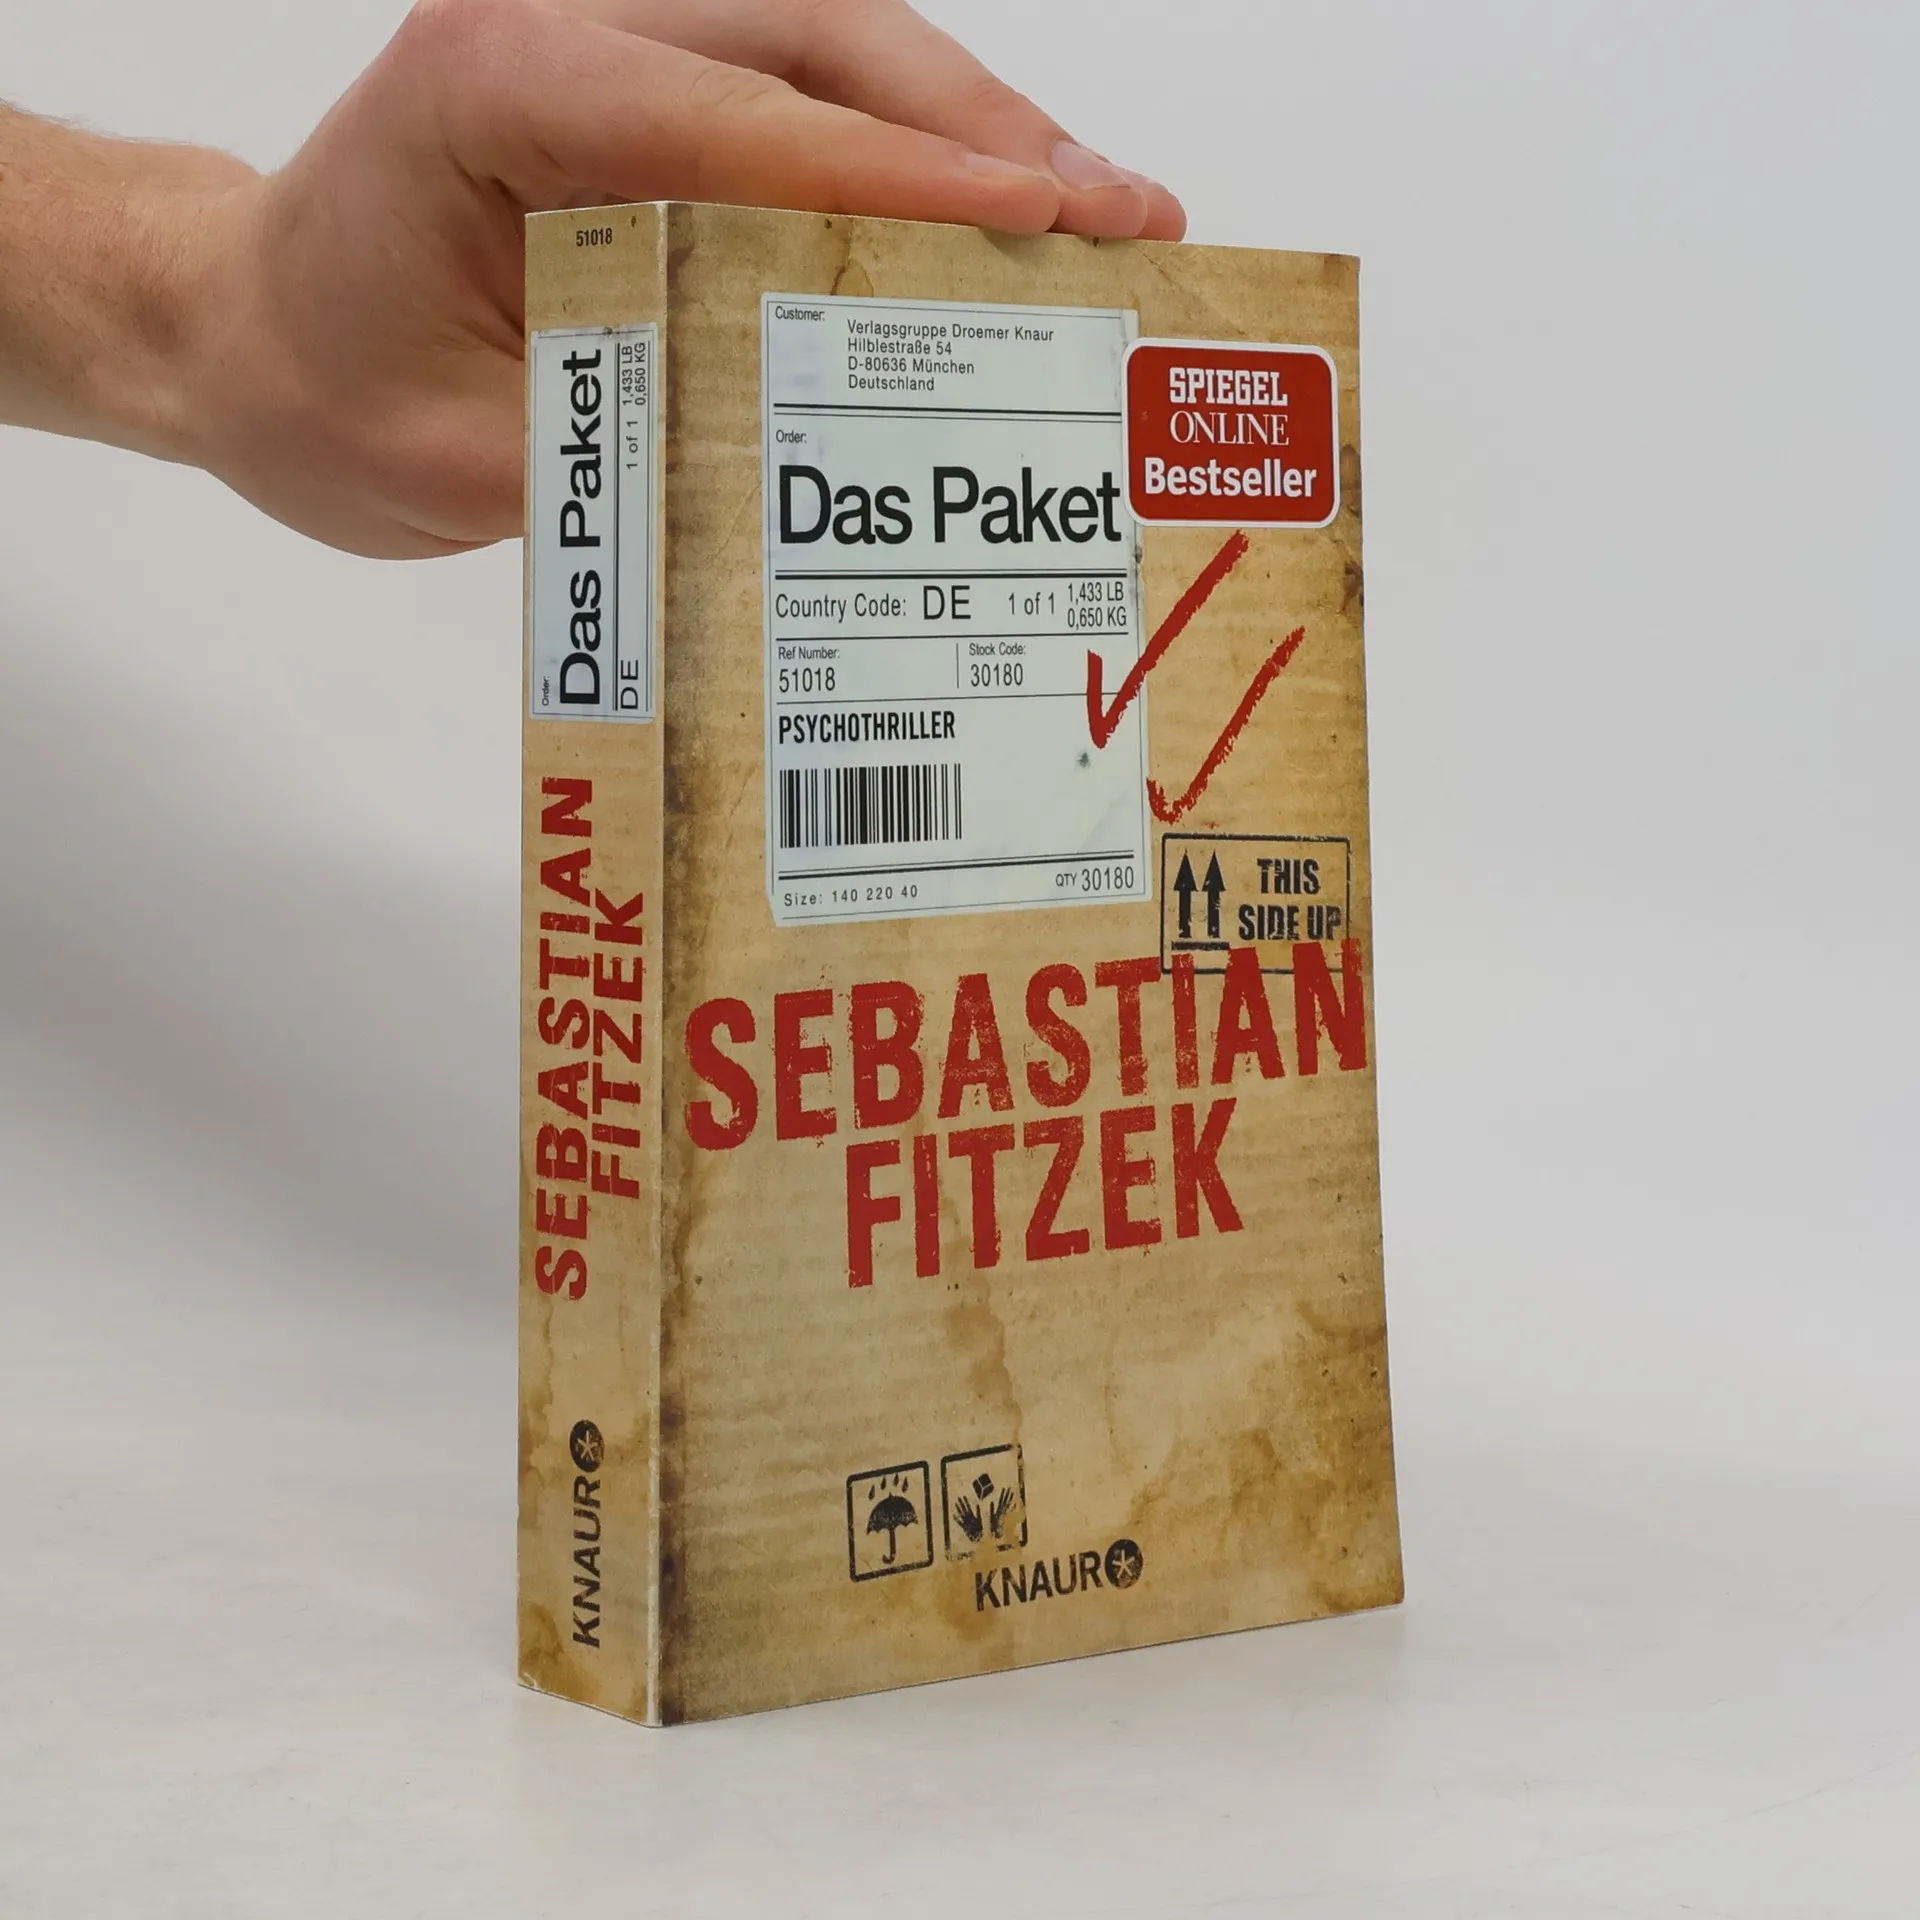 51018
Order:
Das Paket
DE
1 of 1
1,433 LB
0,650 KG
SEBASTIAN
FITZEK
KNAUR
Customer:
Verlagsgruppe Droemer Knaur
Hilblestraße 54
D-80636 München
Deutschland
SPIEGEL
ONLINE
Bestseller
Order:
Das Paket
Country Code: DE 1 of 1 1,433 LB
0,650 KG
Ref Number: Stock Code:
51018 30180
PSYCHOTHRILLER
Size: 140 220 40 QTY 30180
THIS
SIDE UP
SEBASTIAN
FITZEK
KNAUR